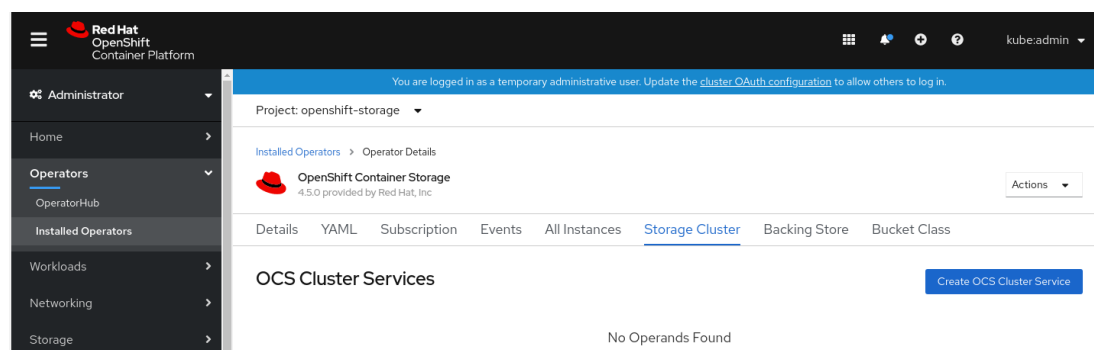 Red Hat
OpenShift
Container Platform
kube:admin
Administrator
You are logged in as a temporary administrative user. Update the cluster OAuth configuration to allow others to log in.
Project: openshift-storage
Home
Operators
OperatorHub
Installed Operators
Workloads
Networking
Storage
Installed Operators > Operator Details
OpenShift Container Storage
4.5.0 provided by Red Hat, Inc
Actions
Details YAML Subscription Events All Instances Storage Cluster Backing Store Bucket Class
OCS Cluster Services
Create OCS Cluster Service
No Operands Found